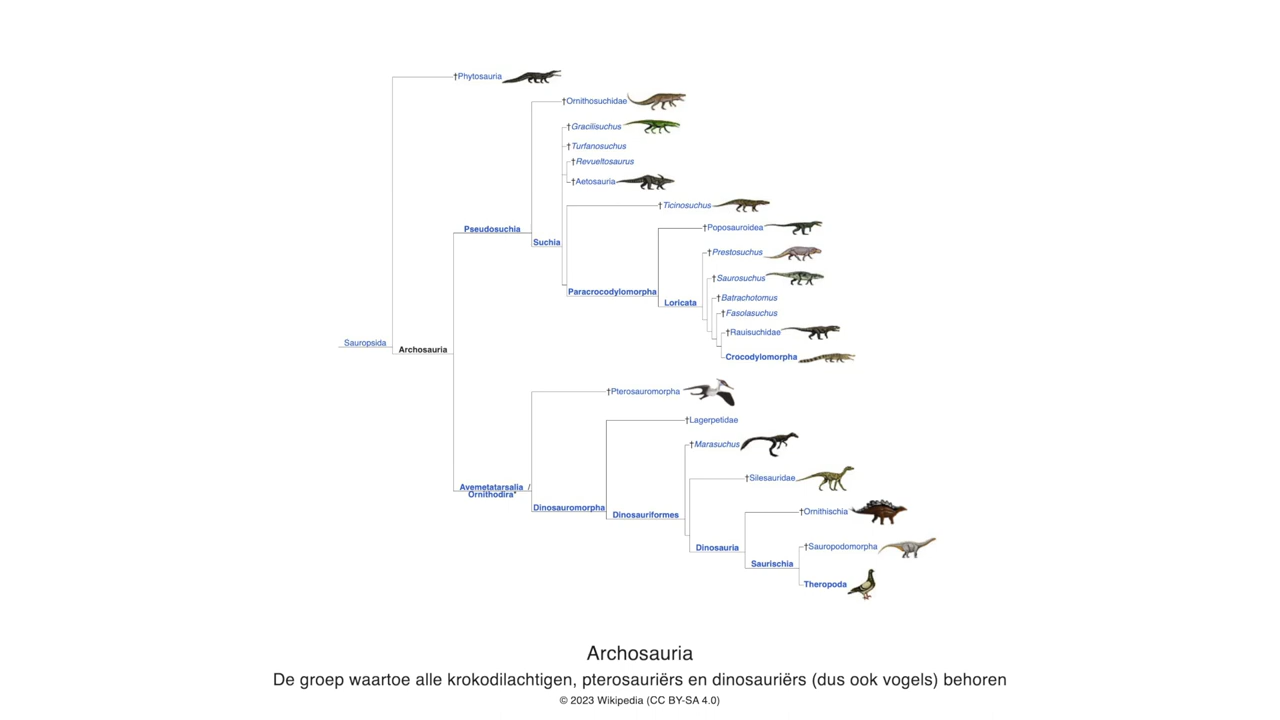 †Phytosauria
†Ornithosuchidae
†Gracilisuchus
†Turfanosuchus
†Revueltosaurus
†Aetosauria
†Ticinosuchus
†Poposauroidea
Pseudosuchia
Suchia
†Prestosuchus
†Saurosuchus
Paracrocodylomorpha
†Batrachotomus
Loricata
†Fasolasuchus
†Rauisuchidae
Sauropsida
Archosauria
Crocodylomorpha
†Pterosauromorpha
†Lagerpetidae
†Marasuchus
†Silesauridae
Avemetatarsalia /
Ornithodira*
Dinosauromorpha
Dinosauriformes
†Ornithischia
Dinosauria
†Sauropodomorpha
Saurischia
Theropoda
Archosauria
De groep waartoe alle krokodilachtigen, pterosauriërs en dinosauriërs (dus ook vogels) behoren
© 2023 Wikipedia (CC BY-SA 4.0)